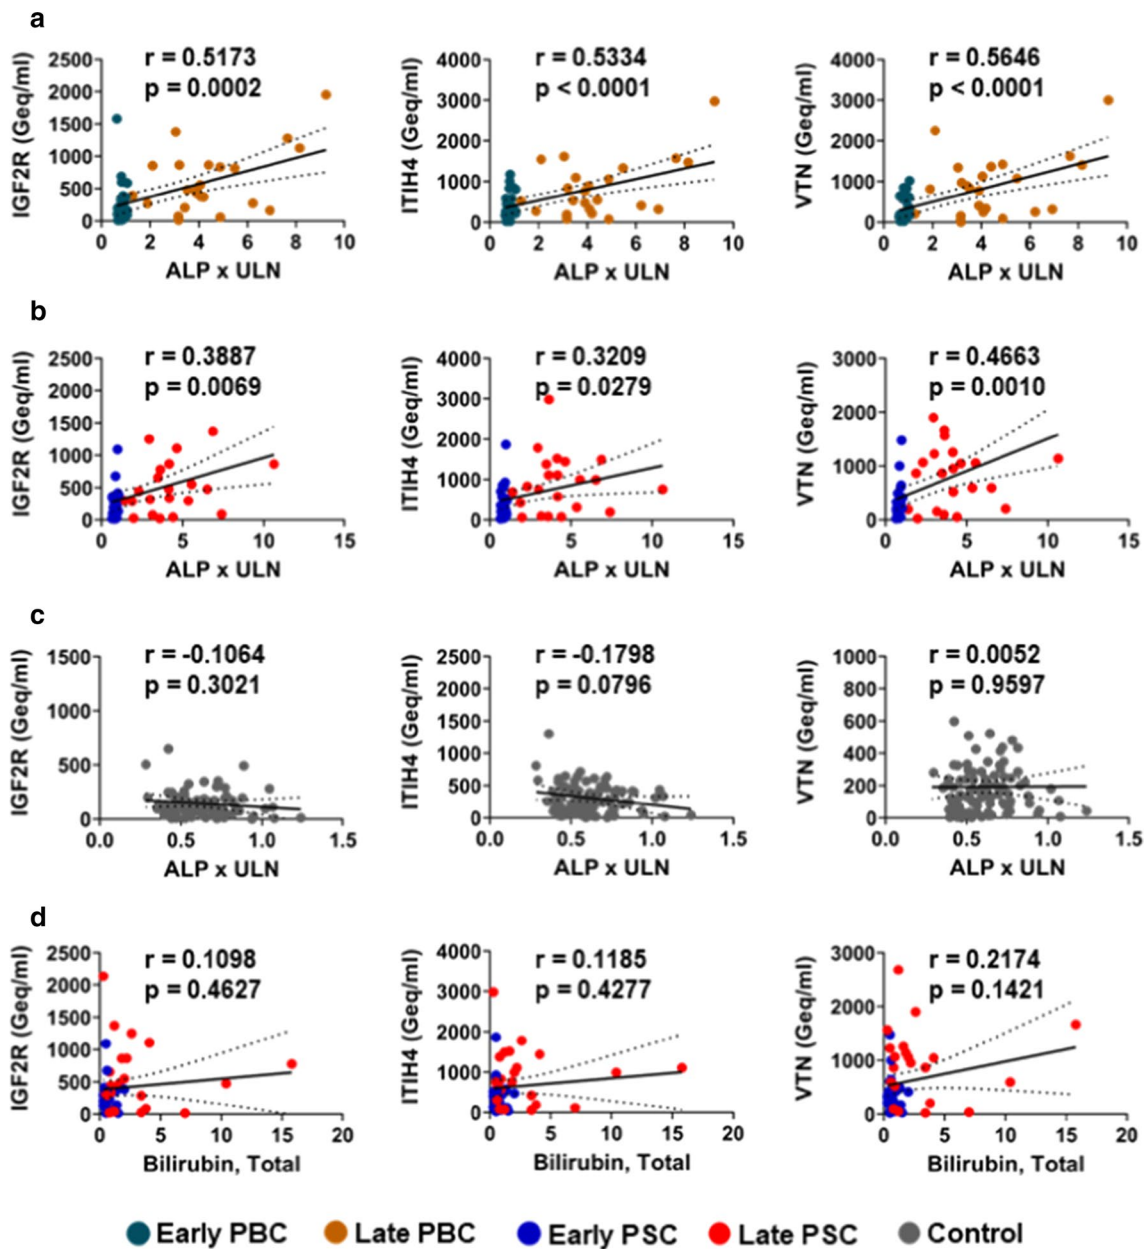 a
r = 0.5173
p = 0.0002
IGF2R (Geq/ml)
2500
2000
1500
1000
500
0
0 2 4 6 8 10
ALP x ULN
r = 0.5334
p < 0.0001
ITIH4 (Geq/ml)
4000
3000
2000
1000
0
0 2 4 6 8 10
ALP x ULN
r = 0.5646
p < 0.0001
VTN (Geq/ml)
4000
3000
2000
1000
0
0 2 4 6 8 10
ALP x ULN
b
r = 0.3887
p = 0.0069
IGF2R (Geq/ml)
2500
2000
1500
1000
500
0
0 5 10 15
ALP x ULN
r = 0.3209
p = 0.0279
ITIH4 (Geq/ml)
4000
3000
2000
1000
0
0 5 10 15
ALP x ULN
r = 0.4663
p = 0.0010
VTN (Geq/ml)
3000
2000
1000
0
0 5 10 15
ALP x ULN
c
r = -0.1064
p = 0.3021
IGF2R (Geq/ml)
1500
1000
500
0
0.0 0.5 1.0 1.5
ALP x ULN
r = -0.1798
p = 0.0796
ITIH4 (Geq/ml)
2500
2000
1500
1000
500
0
0.0 0.5 1.0 1.5
ALP x ULN
r = 0.0052
p = 0.9597
VTN (Geq/ml)
1000
800
600
400
200
0
0.0 0.5 1.0 1.5
ALP x ULN
d
r = 0.1098
p = 0.4627
IGF2R (Geq/ml)
2500
2000
1500
1000
500
0
0 5 10 15 20
Bilirubin, Total
r = 0.1185
p = 0.4277
ITIH4 (Geq/ml)
4000
3000
2000
1000
0
0 5 10 15 20
Bilirubin, Total
r = 0.2174
p = 0.1421
VTN (Geq/ml)
3000
2000
1000
0
0 5 10 15 20
Bilirubin, Total
Early PBC Late PBC Early PSC Late PSC Control